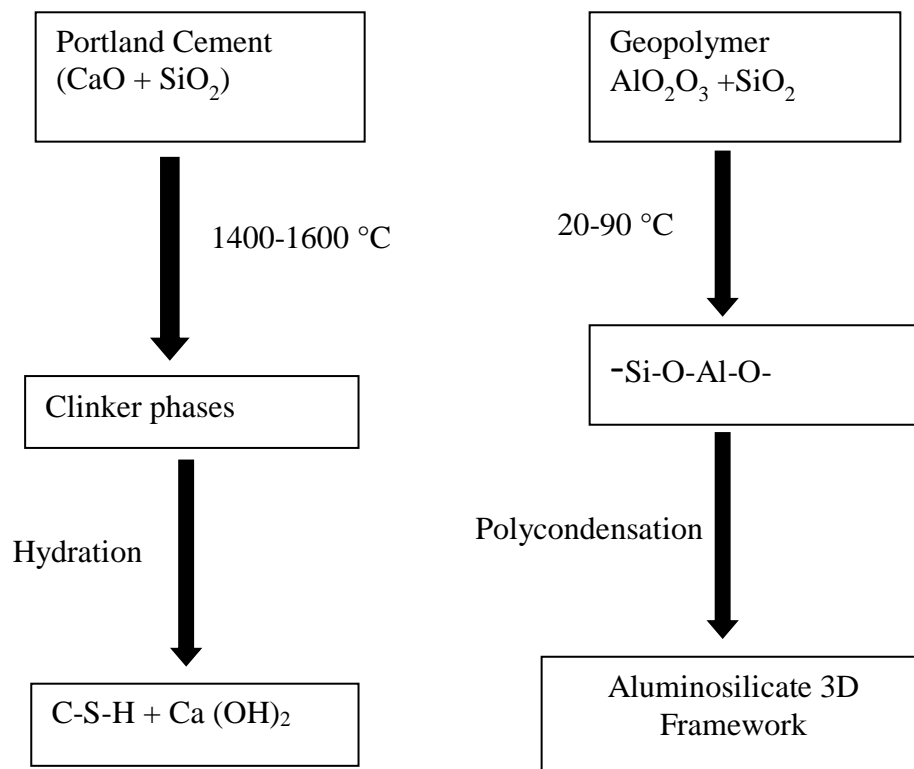 Portland Cement
(CaO + SiO₂)
1400-1600 °C
Clinker phases
Hydration
C-S-H + Ca (OH)₂
Geopolymer
AlO₂O₃ +SiO₂
20-90 °C
-Si-O-Al-O-
Polycondensation
Aluminosilicate 3D
Framework